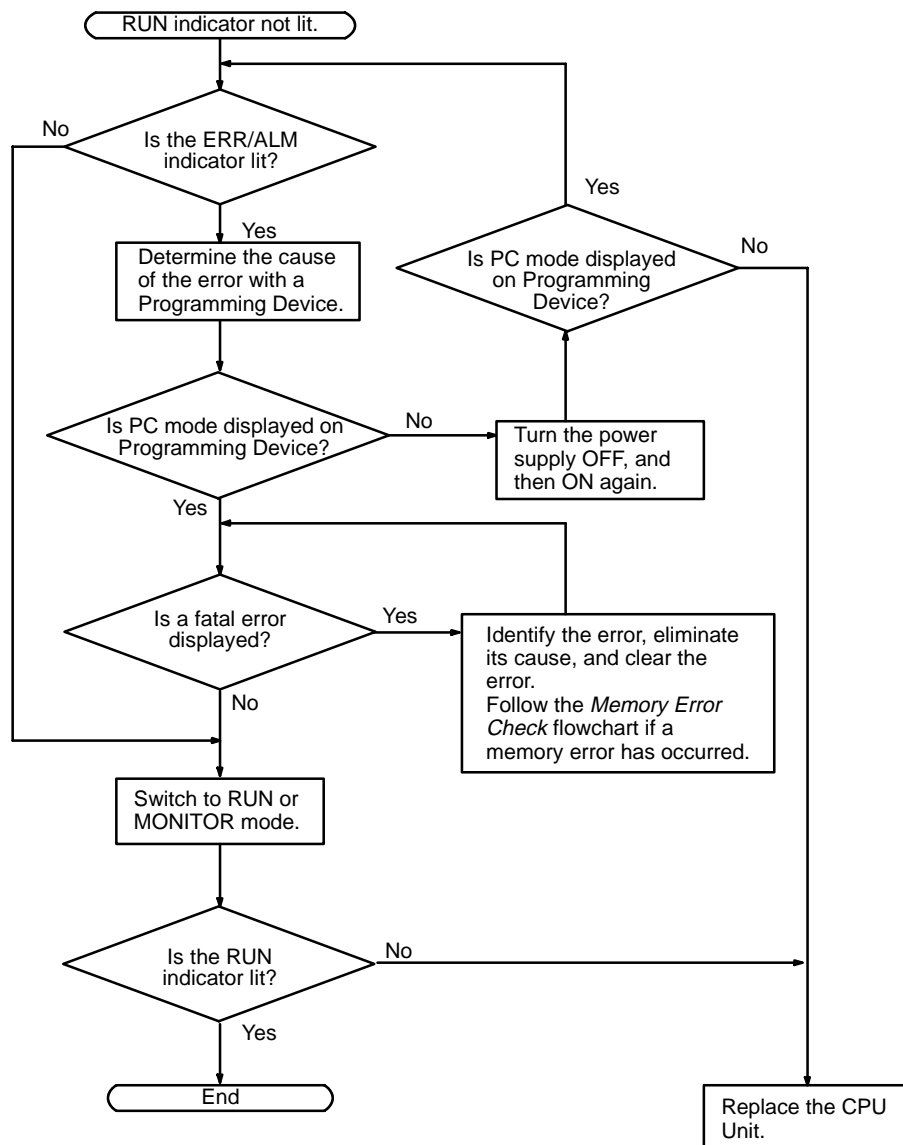 RUN indicator not lit.
No
Is the ERR/ALM
indicator lit?
Yes
Determine the cause
of the error with a
Programming Device.
Yes
Is PC mode displayed
on Programming
Device?
No
Is PC mode displayed on
Programming Device?
No
Turn the power
supply OFF, and
then ON again.
Yes
Is a fatal error
displayed?
Yes
Identify the error, eliminate
its cause, and clear the
error.
Follow the Memory Error
Check flowchart if a
memory error has occurred.
No
Switch to RUN or
MONITOR mode.
Is the RUN
indicator lit?
No
Yes
End
Replace the CPU
Unit.